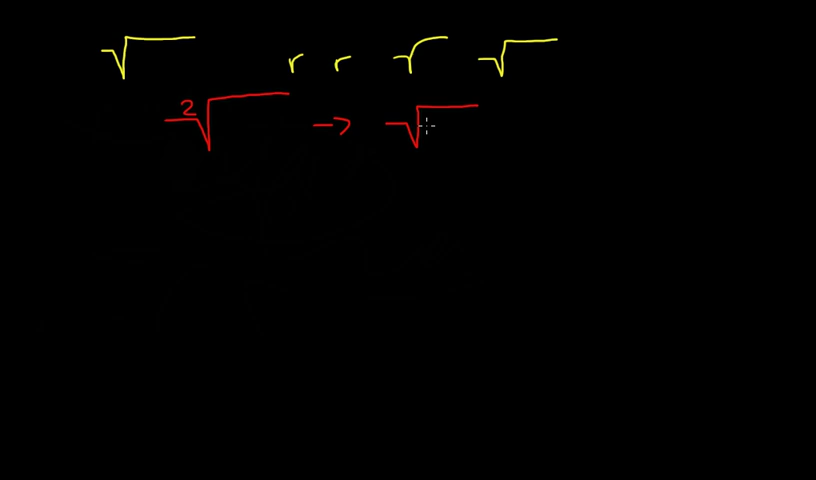 √ r r √ √
²√ → √